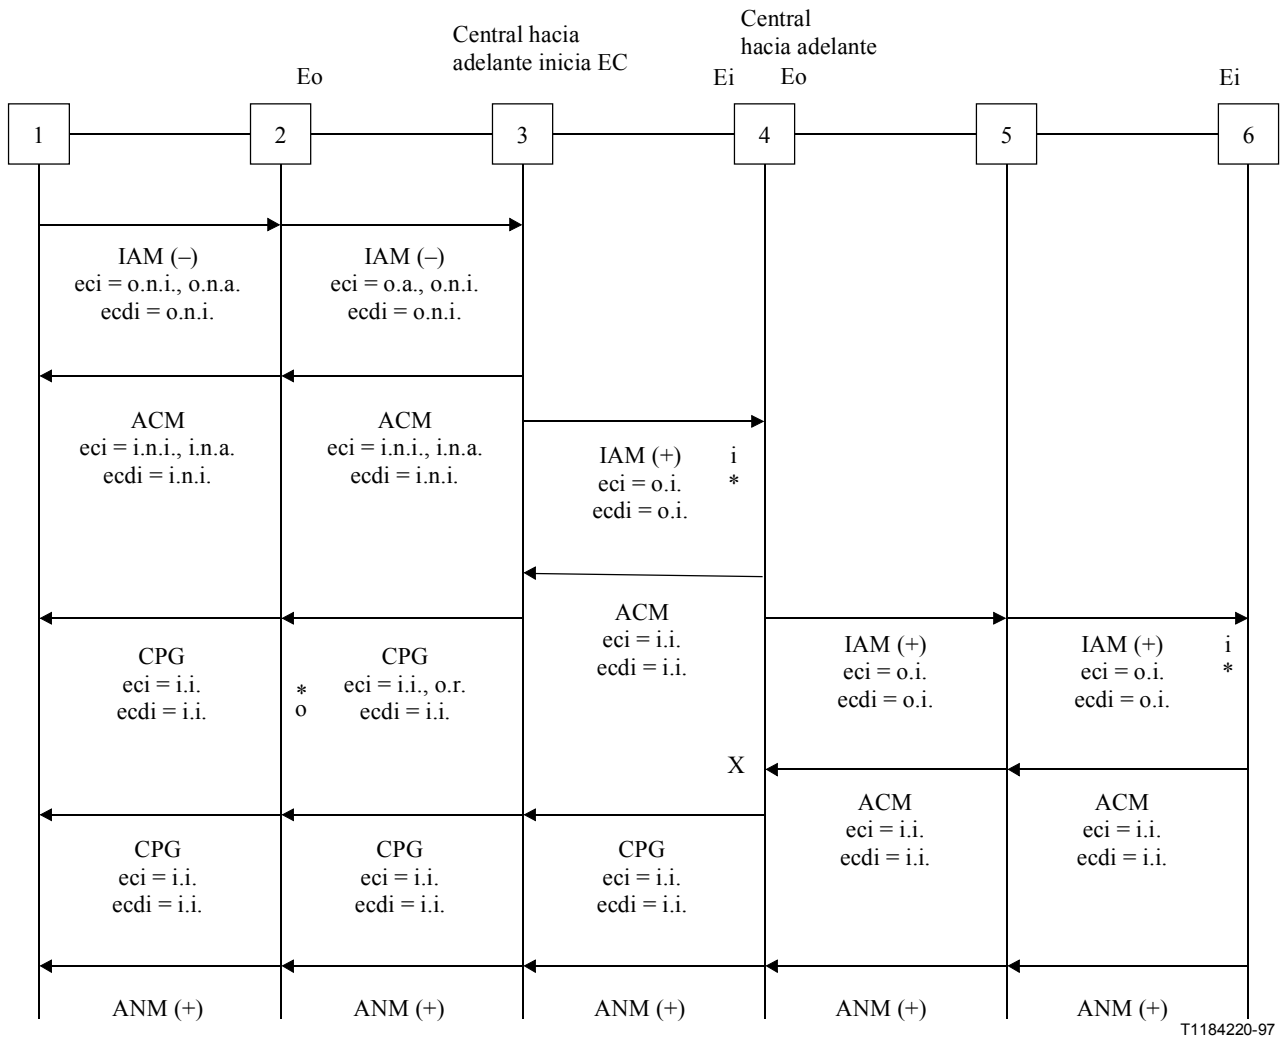 Central hacia
adelante inicia EC
Central
hacia adelante
Eo
Ei
Eo
Ei
1
2
3
4
5
6
IAM (–)
eci = o.n.i., o.n.a.
ecdi = o.n.i.
IAM (–)
eci = o.a., o.n.i.
ecdi = o.n.i.
ACM
eci = i.n.i., i.n.a.
ecdi = i.n.i.
ACM
eci = i.n.i., i.n.a.
ecdi = i.n.i.
IAM (+)
eci = o.i.
ecdi = o.i.
i
*
ACM
eci = i.i.
ecdi = i.i.
CPG
eci = i.i.
ecdi = i.i.
*
o
CPG
eci = i.i., o.r.
ecdi = i.i.
IAM (+)
eci = o.i.
ecdi = o.i.
IAM (+)
eci = o.i.
ecdi = o.i.
i
*
X
ACM
eci = i.i.
ecdi = i.i.
ACM
eci = i.i.
ecdi = i.i.
CPG
eci = i.i.
ecdi = i.i.
CPG
eci = i.i.
ecdi = i.i.
CPG
eci = i.i.
ecdi = i.i.
ANM (+)
ANM (+)
ANM (+)
ANM (+)
ANM (+)
T1184220-97